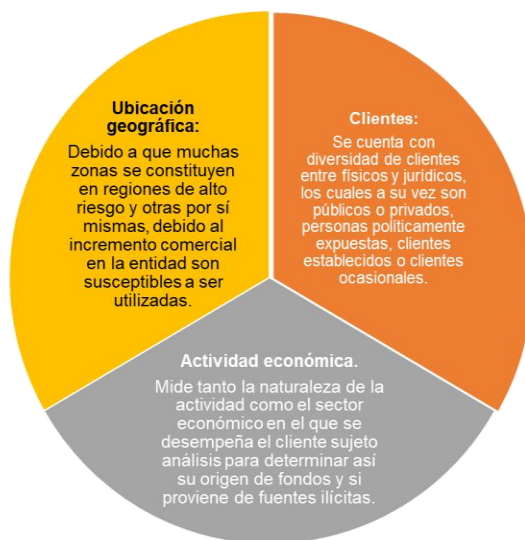 Ubicación
geográfica:
Debido a que muchas
zonas se constituyen
en regiones de alto
riesgo y otras por sí
mismas, debido al
incremento comercial
en la entidad son
susceptibles a ser
utilizadas.
Clientes:
Se cuenta con
diversidad de clientes
entre físicos y jurídicos,
los cuales a su vez son
públicos o privados,
personas políticamente
expuestas, clientes
establecidos o clientes
ocasionales.
Actividad económica.
Mide tanto la naturaleza de la
actividad como el sector
económico en el que se
desempeña el cliente sujeto
análisis para determinar así
su origen de fondos y si
proviene de fuentes ilícitas.